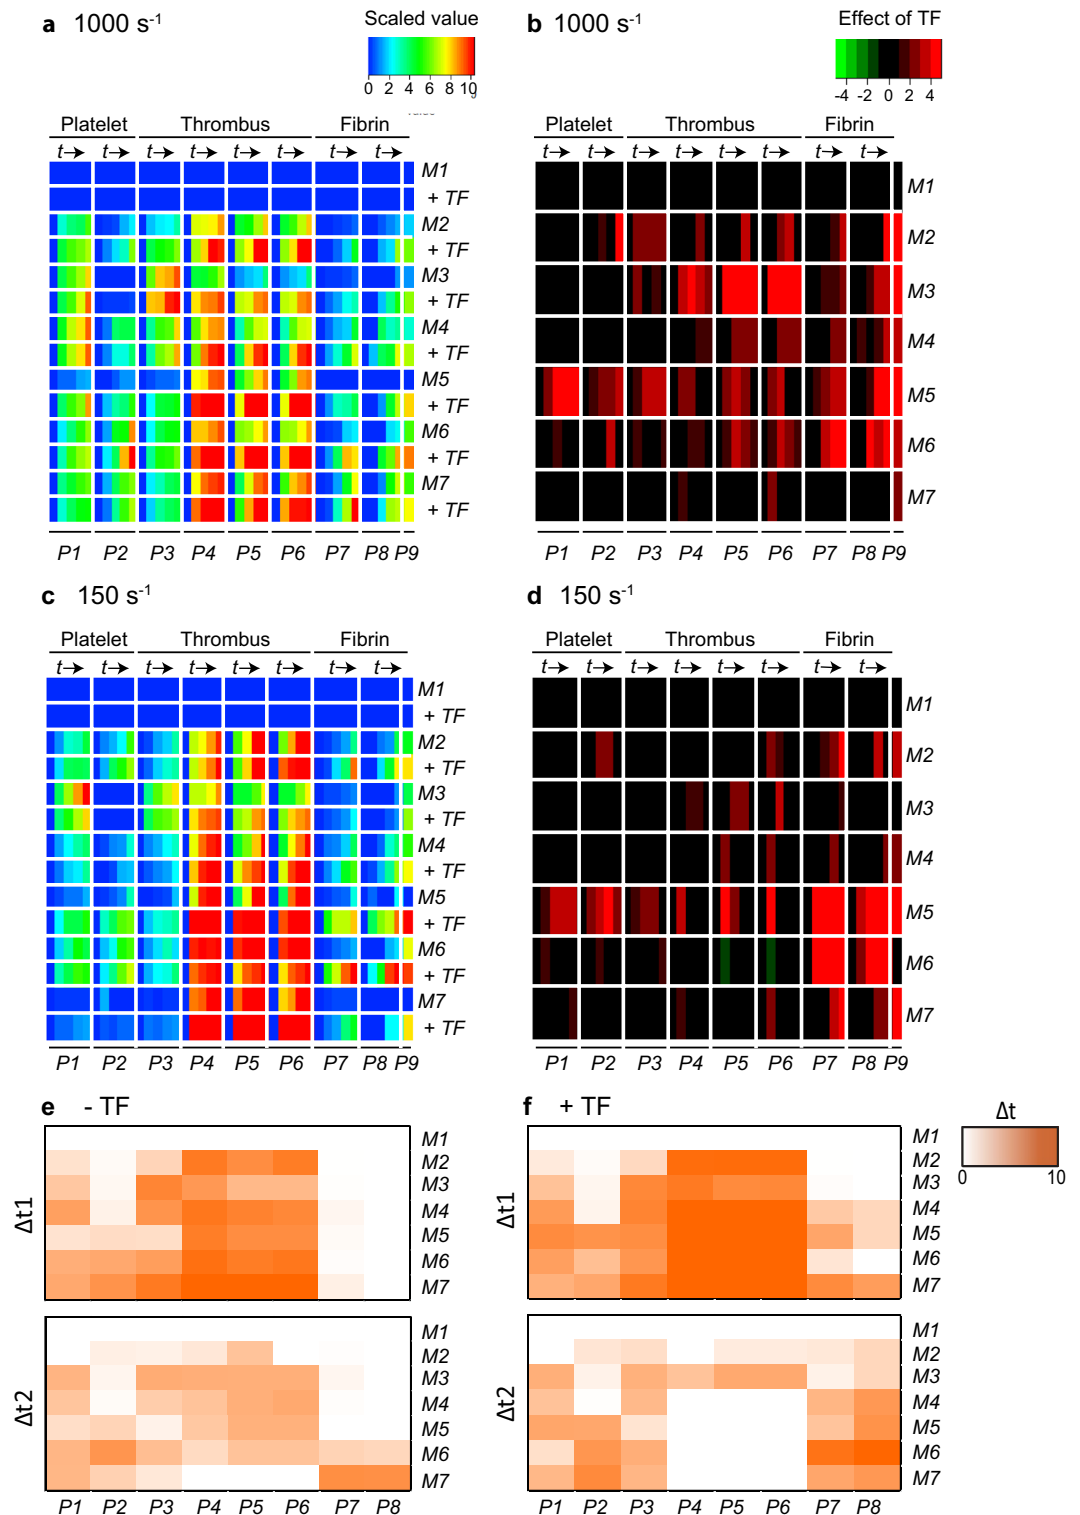 a 1000 s-1
Scaled value
0 2 4 6 8 10
Platelet Thrombus Fibrin
t→ t→ t→ t→ t→ t→ t→ t→
M1
+ TF
M2
+ TF
M3
+ TF
M4
+ TF
M5
+ TF
M6
+ TF
M7
+ TF
P1 P2 P3 P4 P5 P6 P7 P8 P9
b 1000 s-1
Effect of TF
-4 -2 0 2 4
Platelet Thrombus Fibrin
t→ t→ t→ t→ t→ t→ t→ t→
M1
M2
M3
M4
M5
M6
M7
P1 P2 P3 P4 P5 P6 P7 P8 P9
c 150 s-1
Platelet Thrombus Fibrin
t→ t→ t→ t→ t→ t→ t→ t→
M1
+ TF
M2
+ TF
M3
+ TF
M4
+ TF
M5
+ TF
M6
+ TF
M7
+ TF
P1 P2 P3 P4 P5 P6 P7 P8 P9
d 150 s-1
Platelet Thrombus Fibrin
t→ t→ t→ t→ t→ t→ t→ t→
M1
M2
M3
M4
M5
M6
M7
P1 P2 P3 P4 P5 P6 P7 P8 P9
e - TF
Δt1
M1
M2
M3
M4
M5
M6
M7
Δt2
M1
M2
M3
M4
M5
M6
M7
P1 P2 P3 P4 P5 P6 P7 P8
f + TF
Δt
0 10
Δt1
M1
M2
M3
M4
M5
M6
M7
Δt2
M1
M2
M3
M4
M5
M6
M7
P1 P2 P3 P4 P5 P6 P7 P8